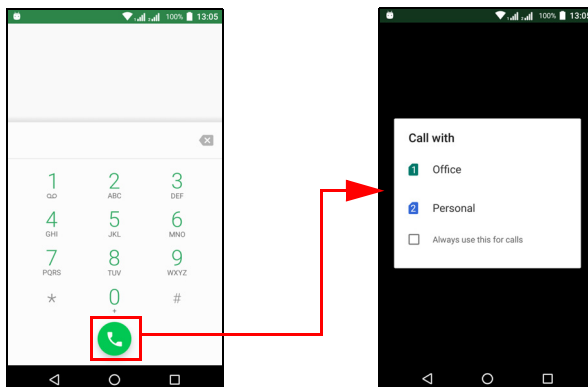 100% 13:05
1 2 3
ABC DEF
4 5 6
GHI JKL MNO
7 8 9
PQRS TUV WXYZ
* 0 #
+
100% 13:05
Call with
1 Office
2 Personal
Always use this for calls